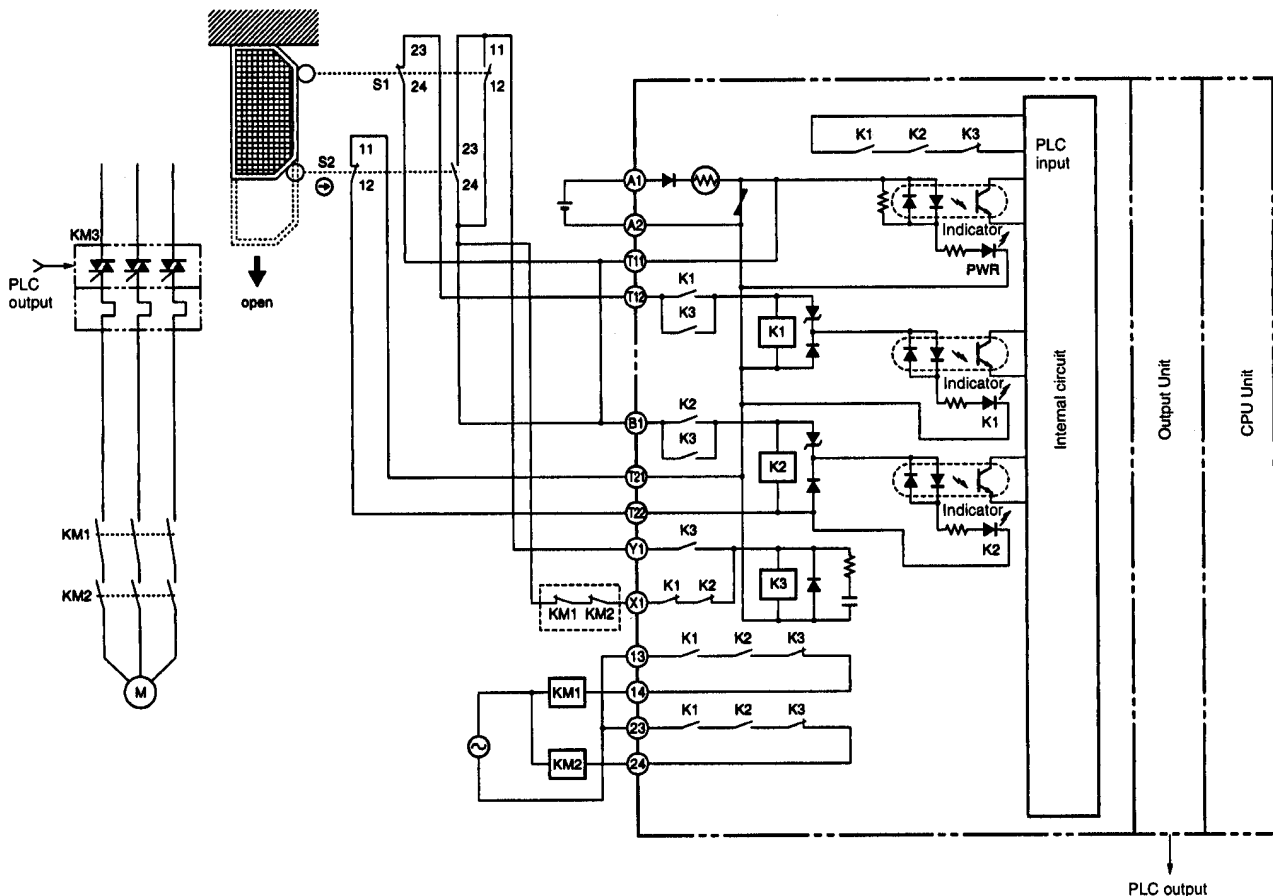 23
11
S1
24
12
11
23
S2
12
24
KM3
PLC
output
open
K1
K2
K3
PLC
input
A1
A2
Indicator
PWR
T11
K1
T12
K3
K1
Indicator
K1
K2
B1
K3
K2
T21
T22
Indicator
K2
K3
Y1
K3
K1
K2
X1
KM1
KM2
KM1
KM2
M
K1
K2
K3
13
KM1
14
K1
K2
K3
23
KM2
24
Internal circuit
Output Unit
CPU Unit
PLC output